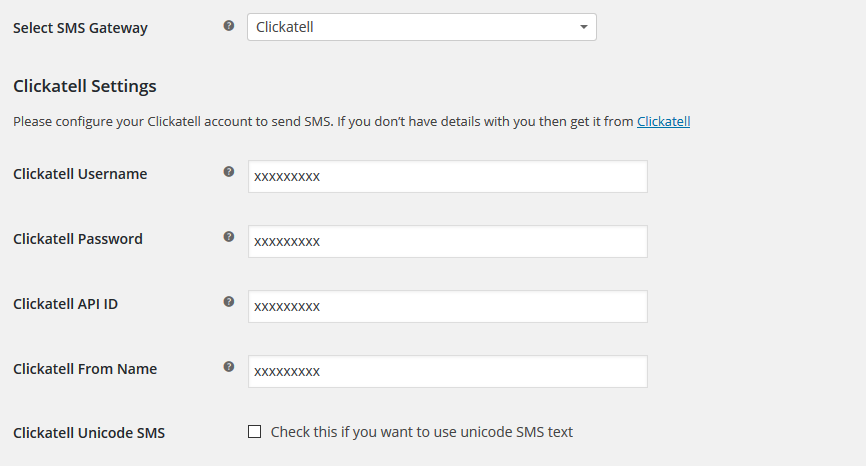 Select SMS Gateway ? Clickatell
Clickatell Settings
Please configure your Clickatell account to send SMS. If you don’t have details with you then get it from Clickatell
Clickatell Username ? xxxxxxxxx
Clickatell Password ? xxxxxxxxx
Clickatell API ID ? xxxxxxxxx
Clickatell From Name ? xxxxxxxxx
Clickatell Unicode SMS Check this if you want to use unicode SMS text